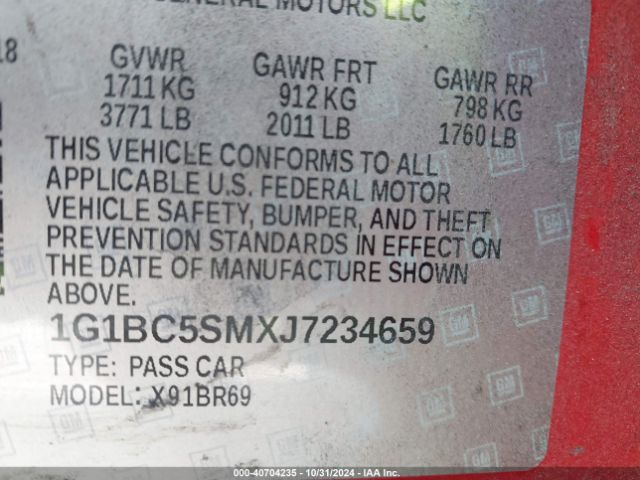 GENERAL MOTORS LLC
18
GVWR GAWR FRT GAWR RR
1711 KG 912 KG 798 KG
3771 LB 2011 LB 1760 LB
THIS VEHICLE CONFORMS TO ALL
APPLICABLE U.S. FEDERAL MOTOR
VEHICLE SAFETY, BUMPER, AND THEFT
PREVENTION STANDARDS IN EFFECT ON
THE DATE OF MANUFACTURE SHOWN
ABOVE.
1G1BC5SMXJ7234659
TYPE: PASS CAR
MODEL: X91BR69
000-40704235 - 10/31/2024 - IAA Inc.